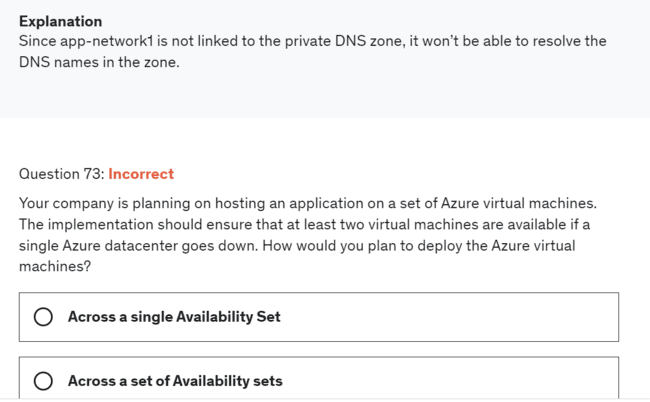 Explanation
Since app-network1 is not linked to the private DNS zone, it won't be able to resolve the
DNS names in the zone.
Question 73: Incorrect
Your company is planning on hosting an application on a set of Azure virtual machines.
The implementation should ensure that at least two virtual machines are available if a
single Azure datacenter goes down. How would you plan to deploy the Azure virtual
machines?
Across a single Availability Set
Across a set of Availability sets